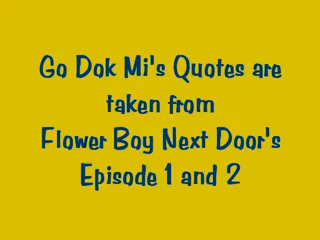 Go Dok Mi's Quotes are
taken from
Flower Boy Next Door's
Episode 1 and 2